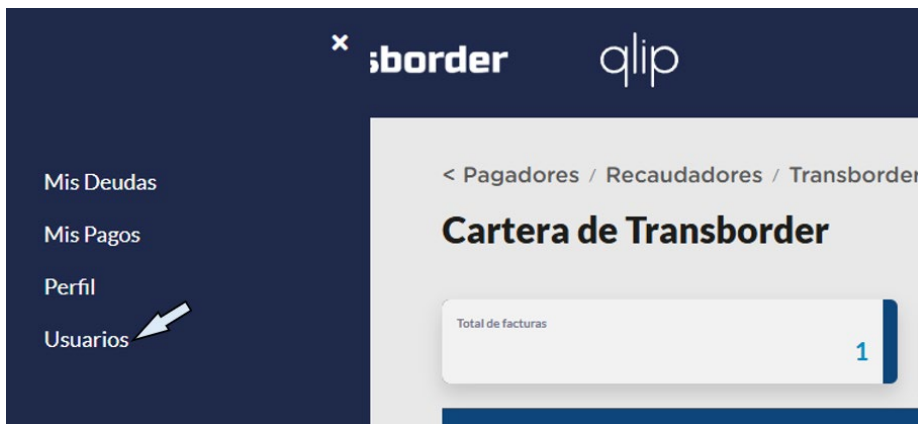 ×
sborder qlip
Mis Deudas
Mis Pagos
Perfil
Usuarios
< Pagadores / Recaudadores / Transborder
Cartera de Transborder
Total de facturas
1